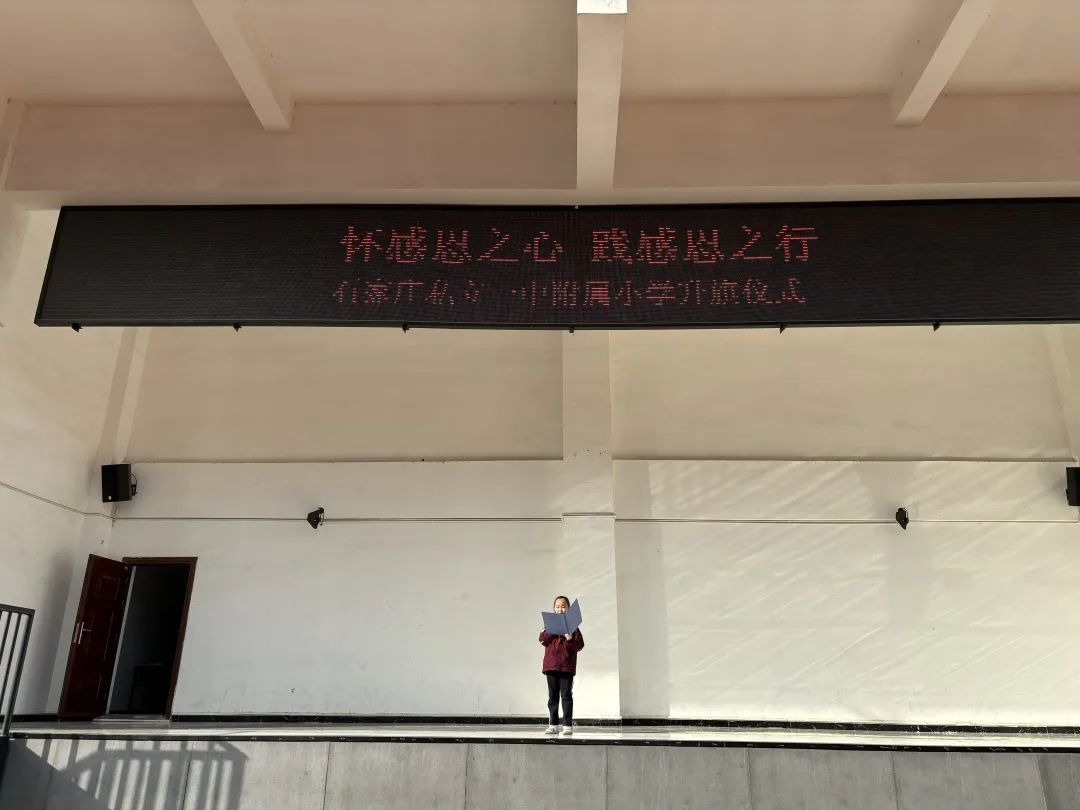 怀感恩之心 践感恩之行
石家庄私立一中附属小学升旗仪式